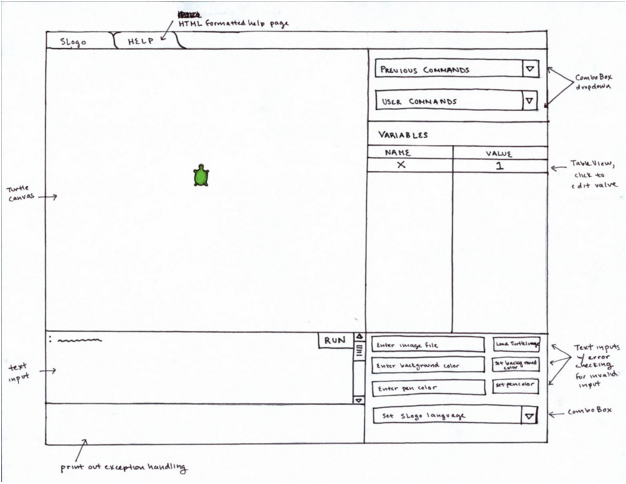 HTML formatted help page
SLogo
HELP
PREVIOUS COMMANDS
USER COMMANDS
ComboBox
dropdown
VARIABLES
NAME
VALUE
X
1
TableView,
click to
edit value
Turtle
canvas
:
RUN
text
input
Enter image file
Load TurtleImage
Enter background color
Set background
color
Enter pen color
Set pen color
Text inputs
w/ error
checking
for invalid
input
Set SLogo language
ComboBox
print out exception handling